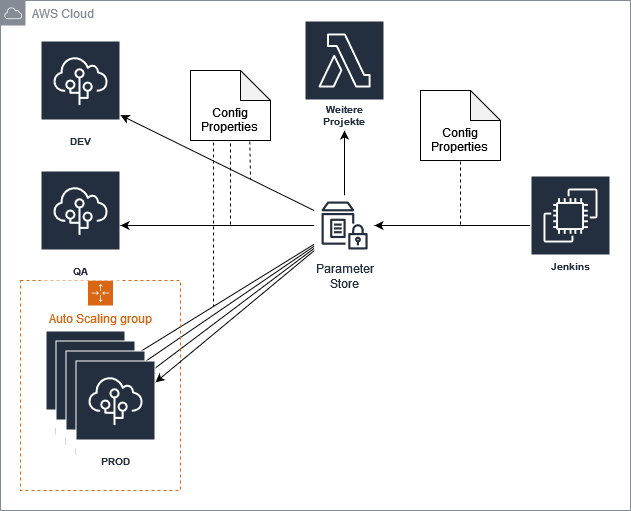 AWS Cloud
DEV
Config
Properties
Weitere
Projekte
Config
Properties
QA
Parameter
Store
Jenkins
Auto Scaling group
PROD